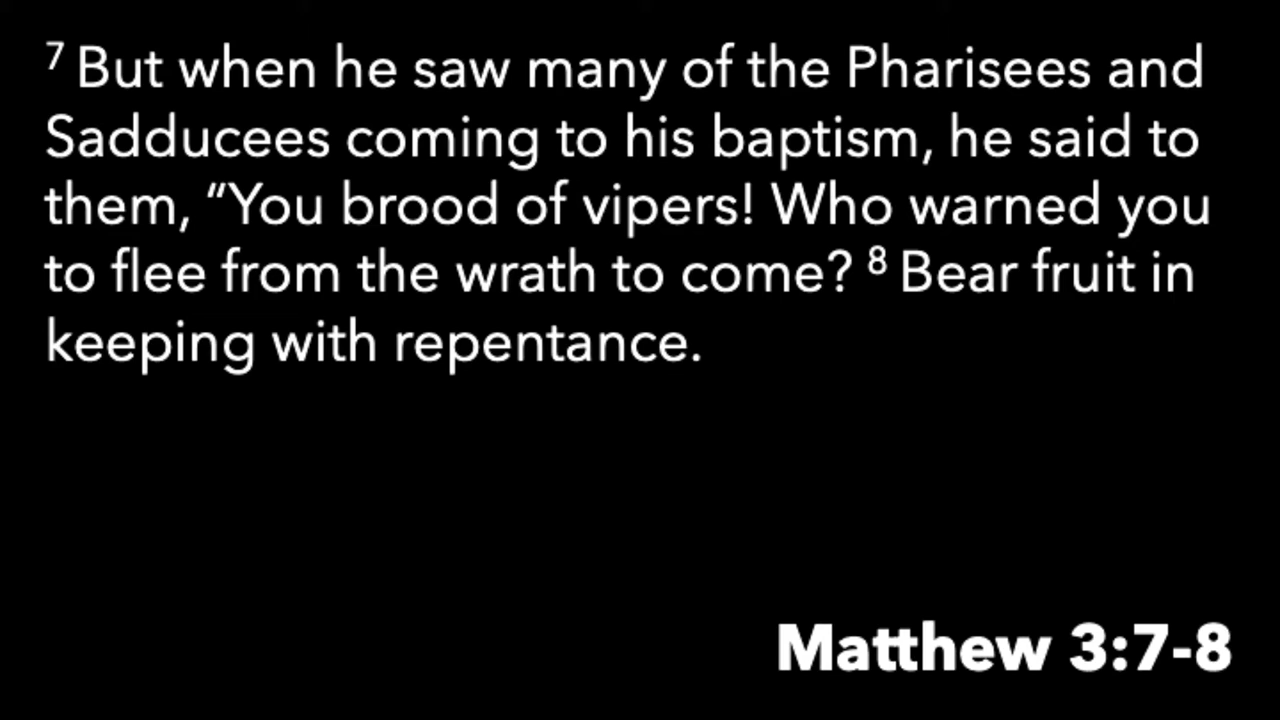 ⁷ But when he saw many of the Pharisees and
Sadducees coming to his baptism, he said to
them, “You brood of vipers! Who warned you
to flee from the wrath to come? ⁸ Bear fruit in
keeping with repentance.
Matthew 3:7-8